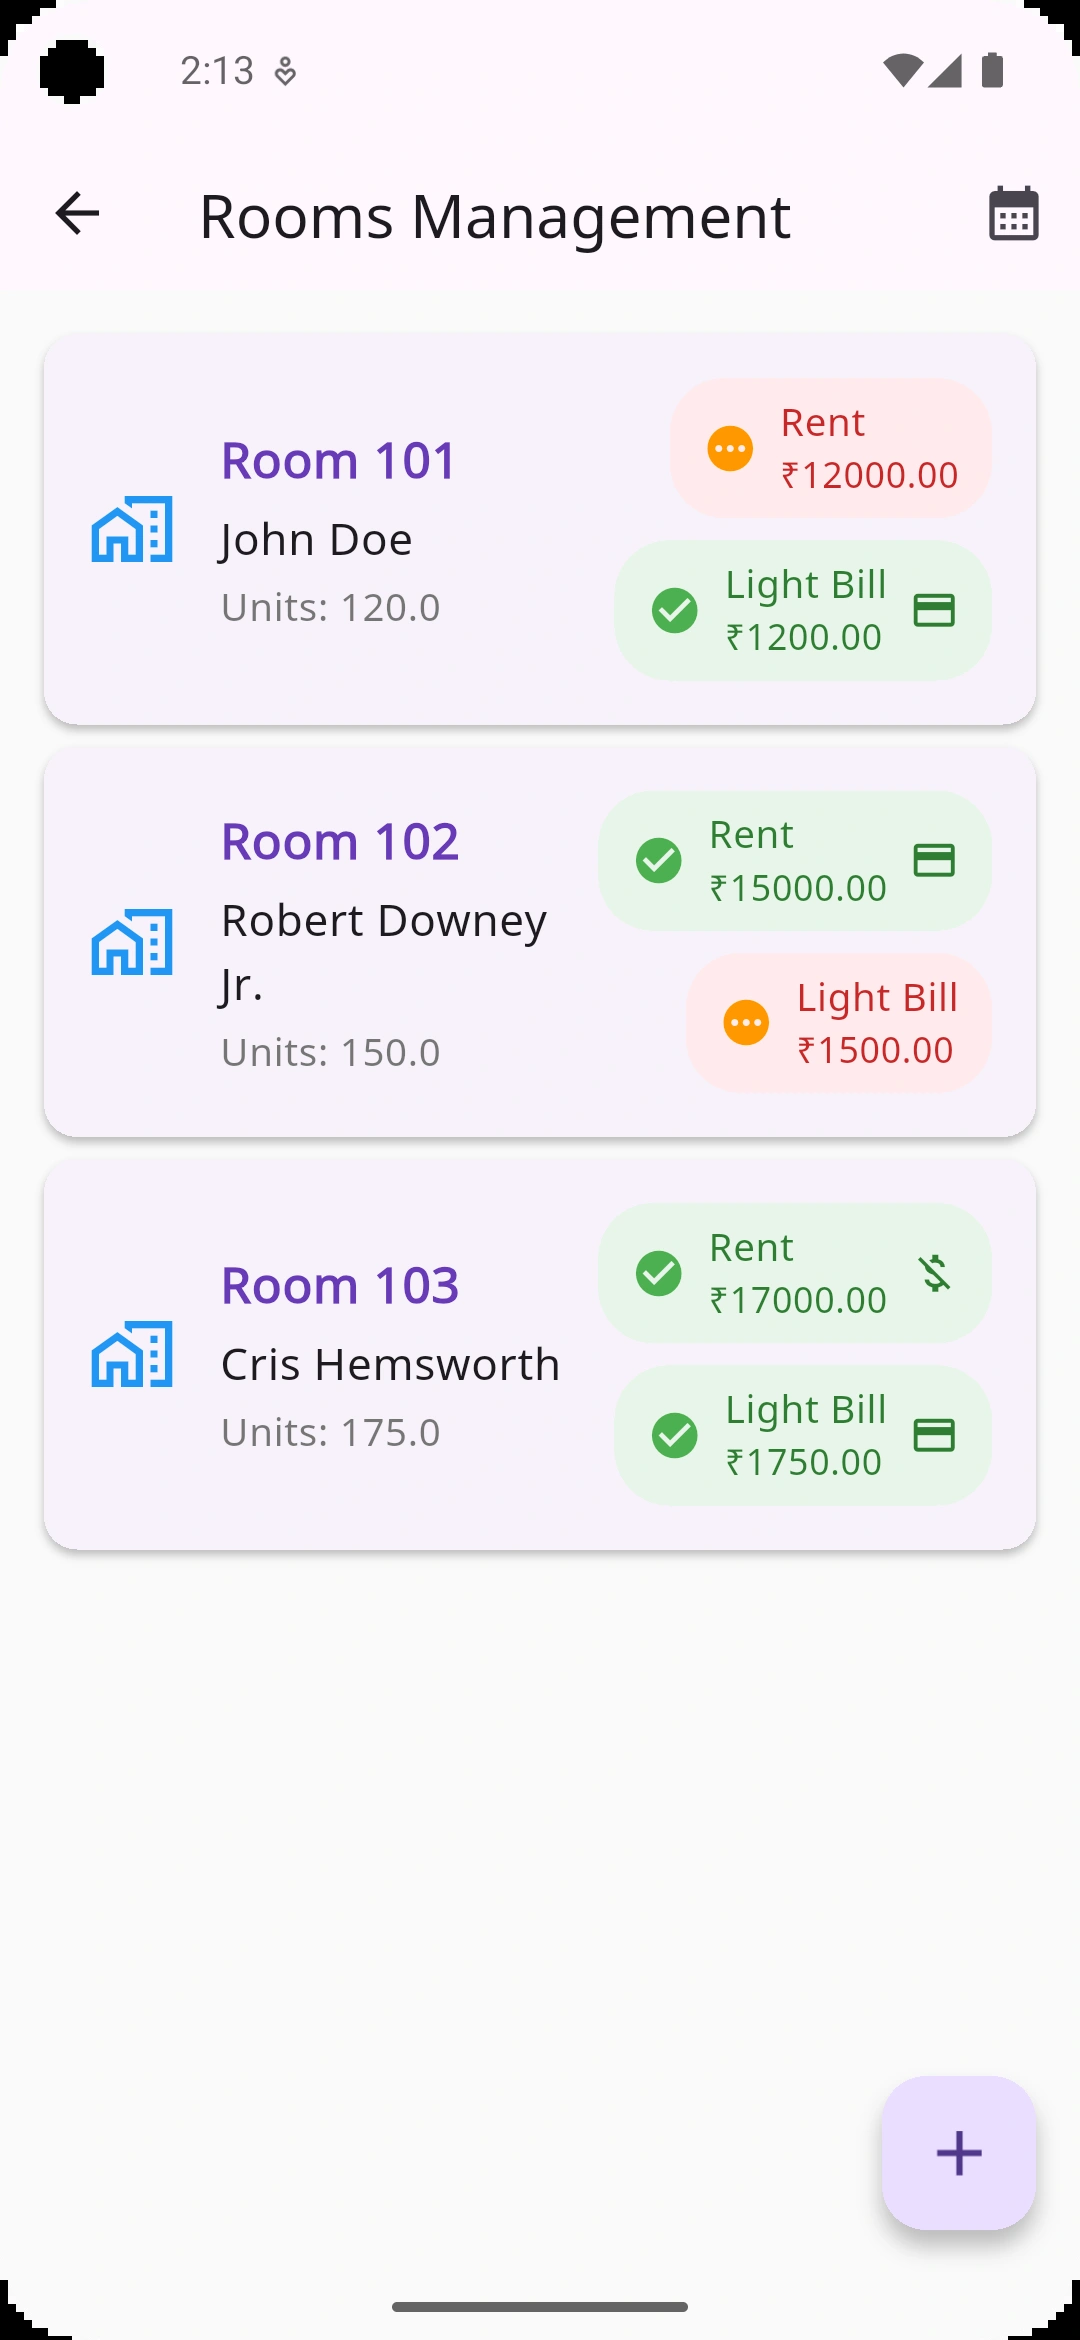 2:13
Rooms Management
Room 101
John Doe
Units: 120.0
Rent
₹12000.00
Light Bill
₹1200.00
Room 102
Robert Downey
Jr.
Units: 150.0
Rent
₹15000.00
Light Bill
₹1500.00
Room 103
Cris Hemsworth
Units: 175.0
Rent
₹17000.00
Light Bill
₹1750.00